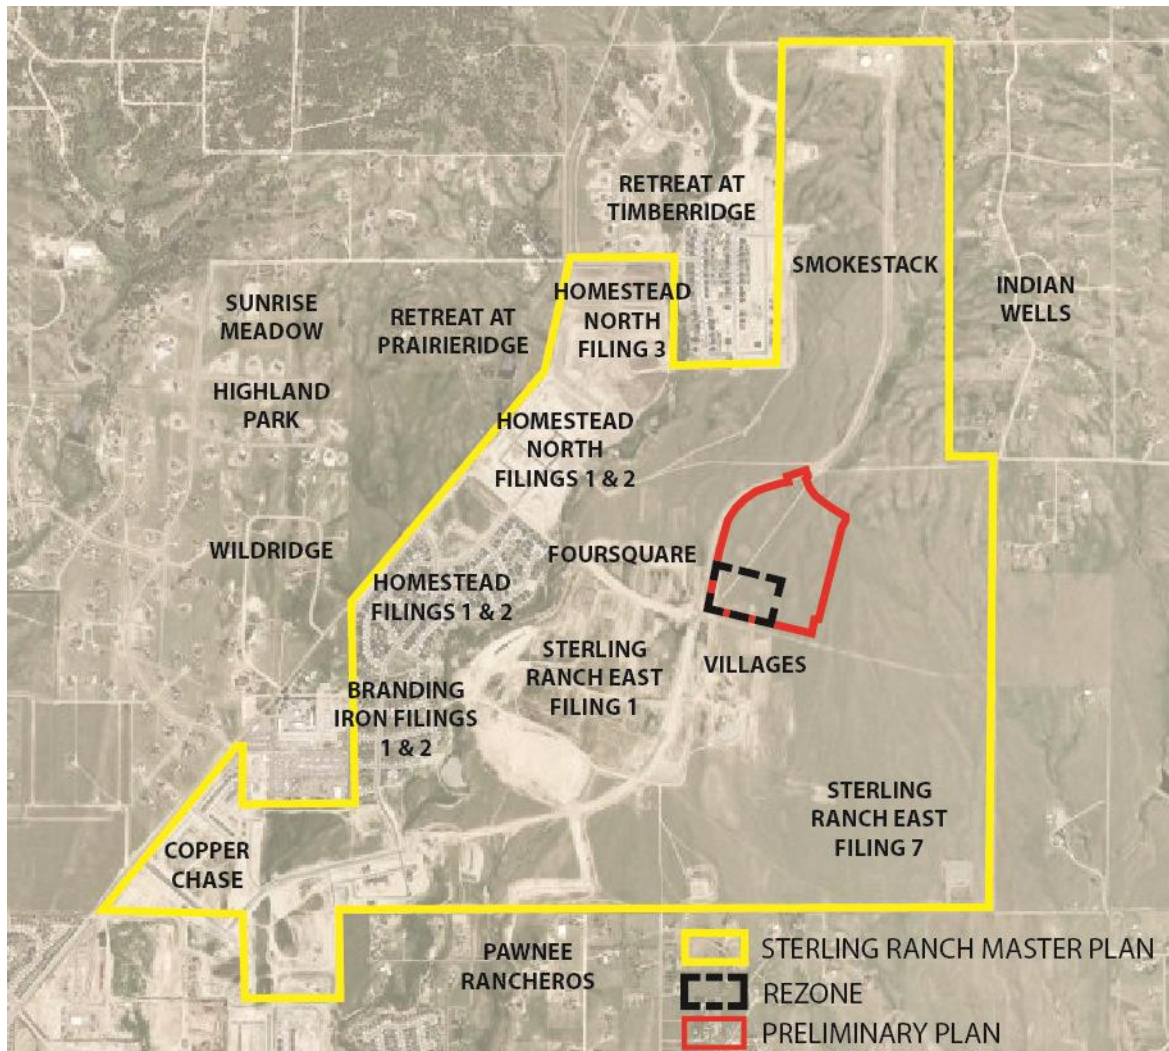 RETREAT AT
TIMBERRIDGE
SMOKESTACK
INDIAN
WELLS
SUNRISE
MEADOW
RETREAT AT
PRAIRIERIDGE
HOMESTEAD
NORTH
FILING 3
HIGHLAND
PARK
HOMESTEAD
NORTH
FILINGS 1 & 2
WILDRIDGE
FOURSQUARE
HOMESTEAD
FILINGS 1 & 2
STERLING
RANCH EAST
FILING 1
VILLAGES
BRANDING
IRON FILINGS
1 & 2
STERLING
RANCH EAST
FILING 7
COPPER
CHASE
PAWNEE
RANCHEROS
STERLING RANCH MASTER PLAN
REZONE
PRELIMINARY PLAN